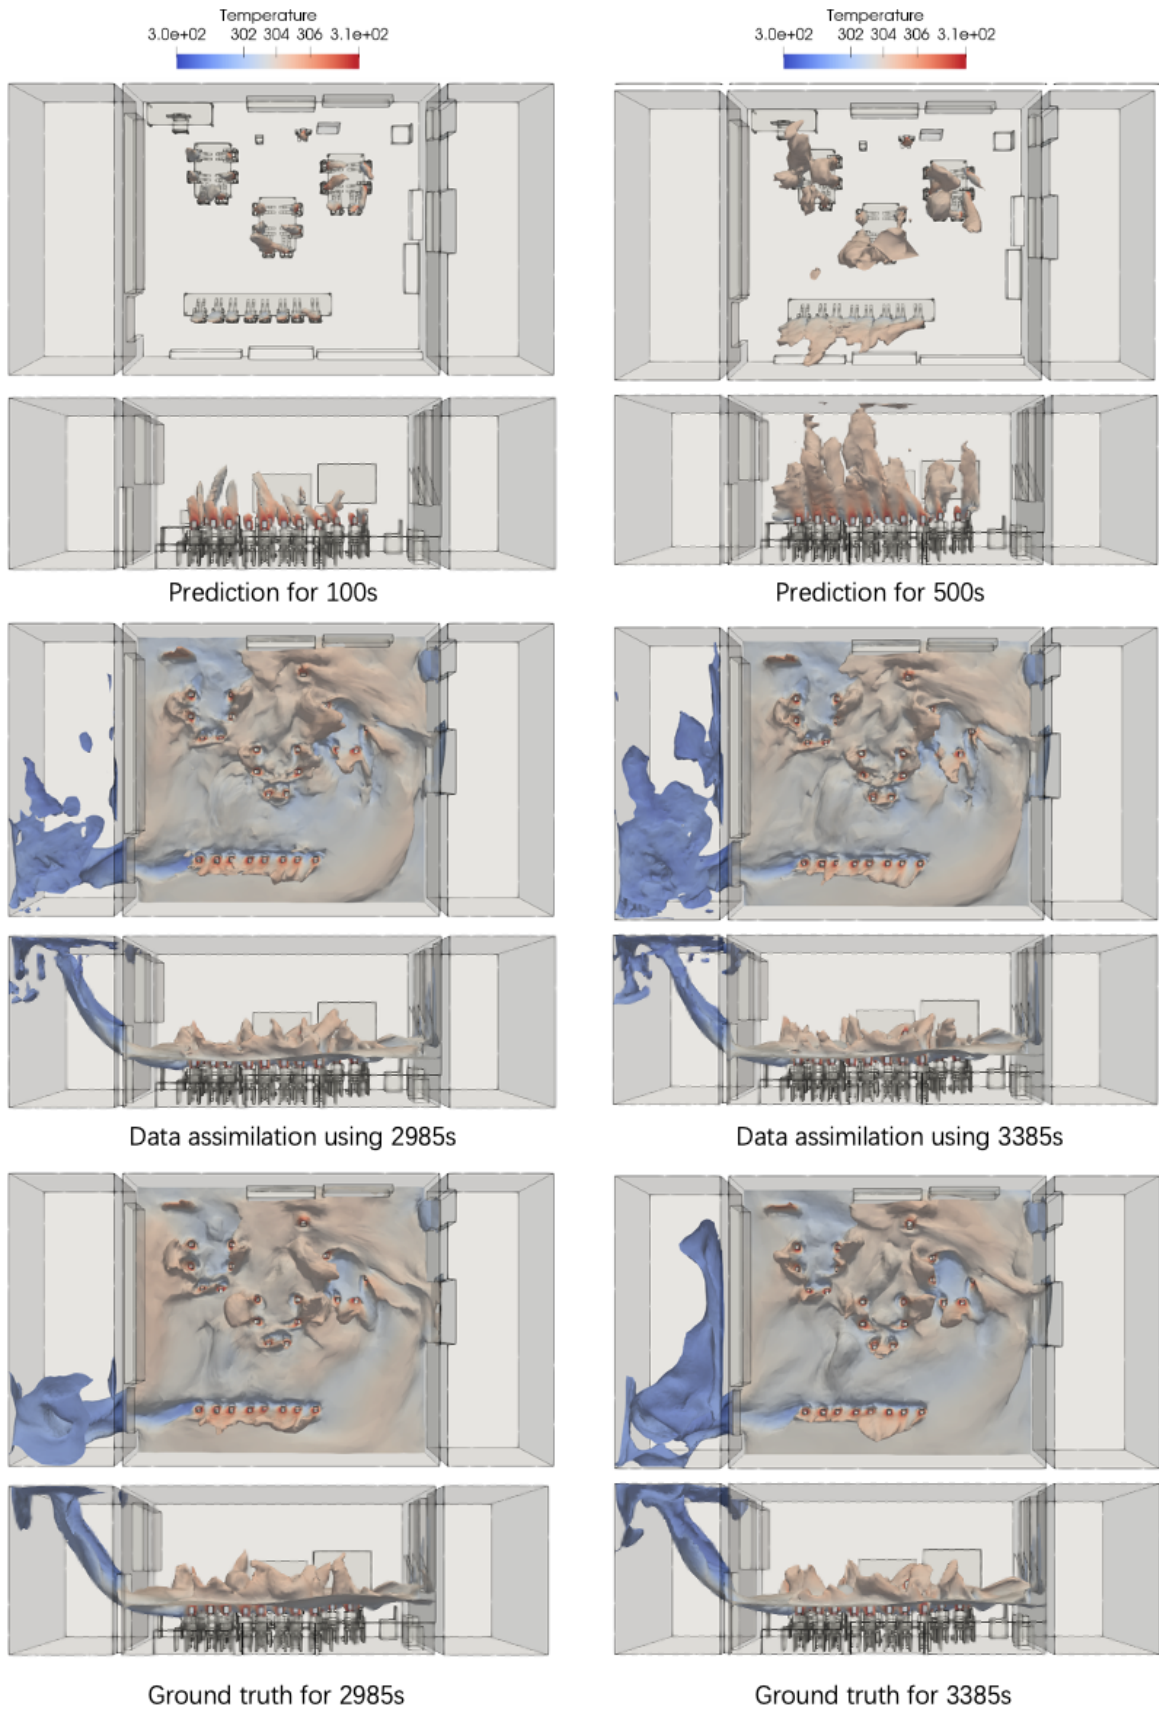 Temperature
3.0e+02 302 304 306 3.1e+02
Temperature
3.0e+02 302 304 306 3.1e+02
Prediction for 100s
Prediction for 500s
Data assimilation using 2985s
Data assimilation using 3385s
Ground truth for 2985s
Ground truth for 3385s